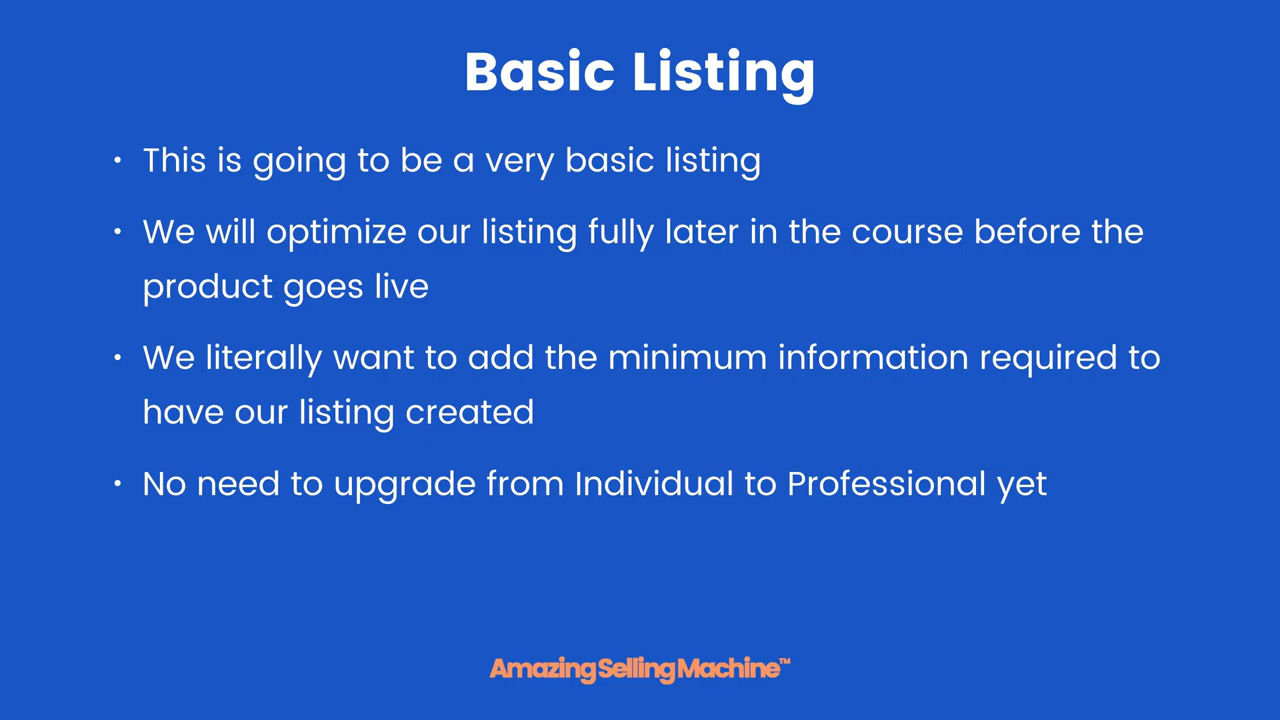 Basic Listing
• This is going to be a very basic listing
• We will optimize our listing fully later in the course before the
product goes live
• We literally want to add the minimum information required to
have our listing created
• No need to upgrade from Individual to Professional yet
AmazingSellingMachine™